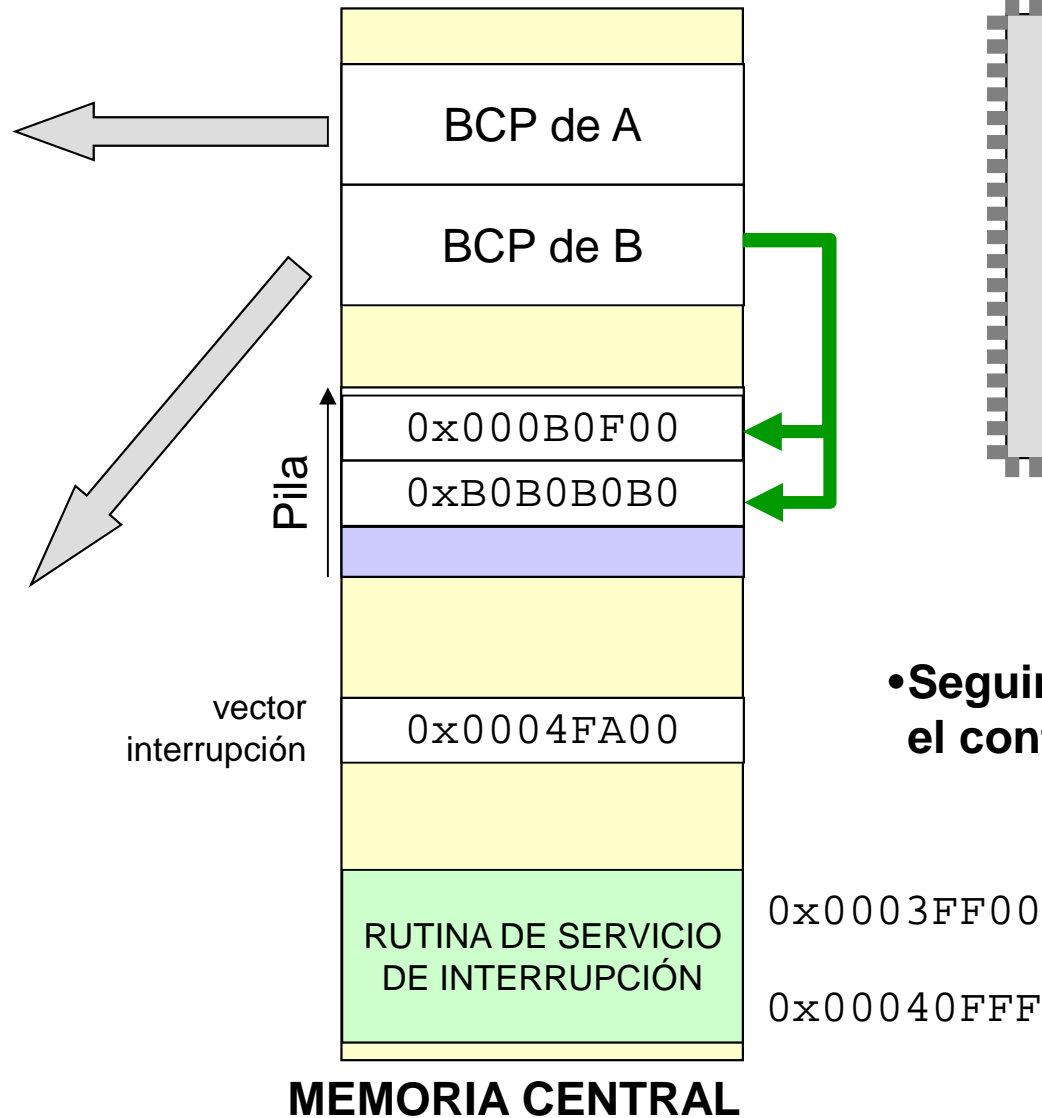 BCP de A
BCP de B
Pila
0x000B0F00
0xB0B0B0B0
vector
interrupción
0x0004FA00
•Seguir
el con
RUTINA DE SERVICIO
DE INTERRUPCIÓN
0x0003FF00
0x00040FFF
MEMORIA CENTRAL